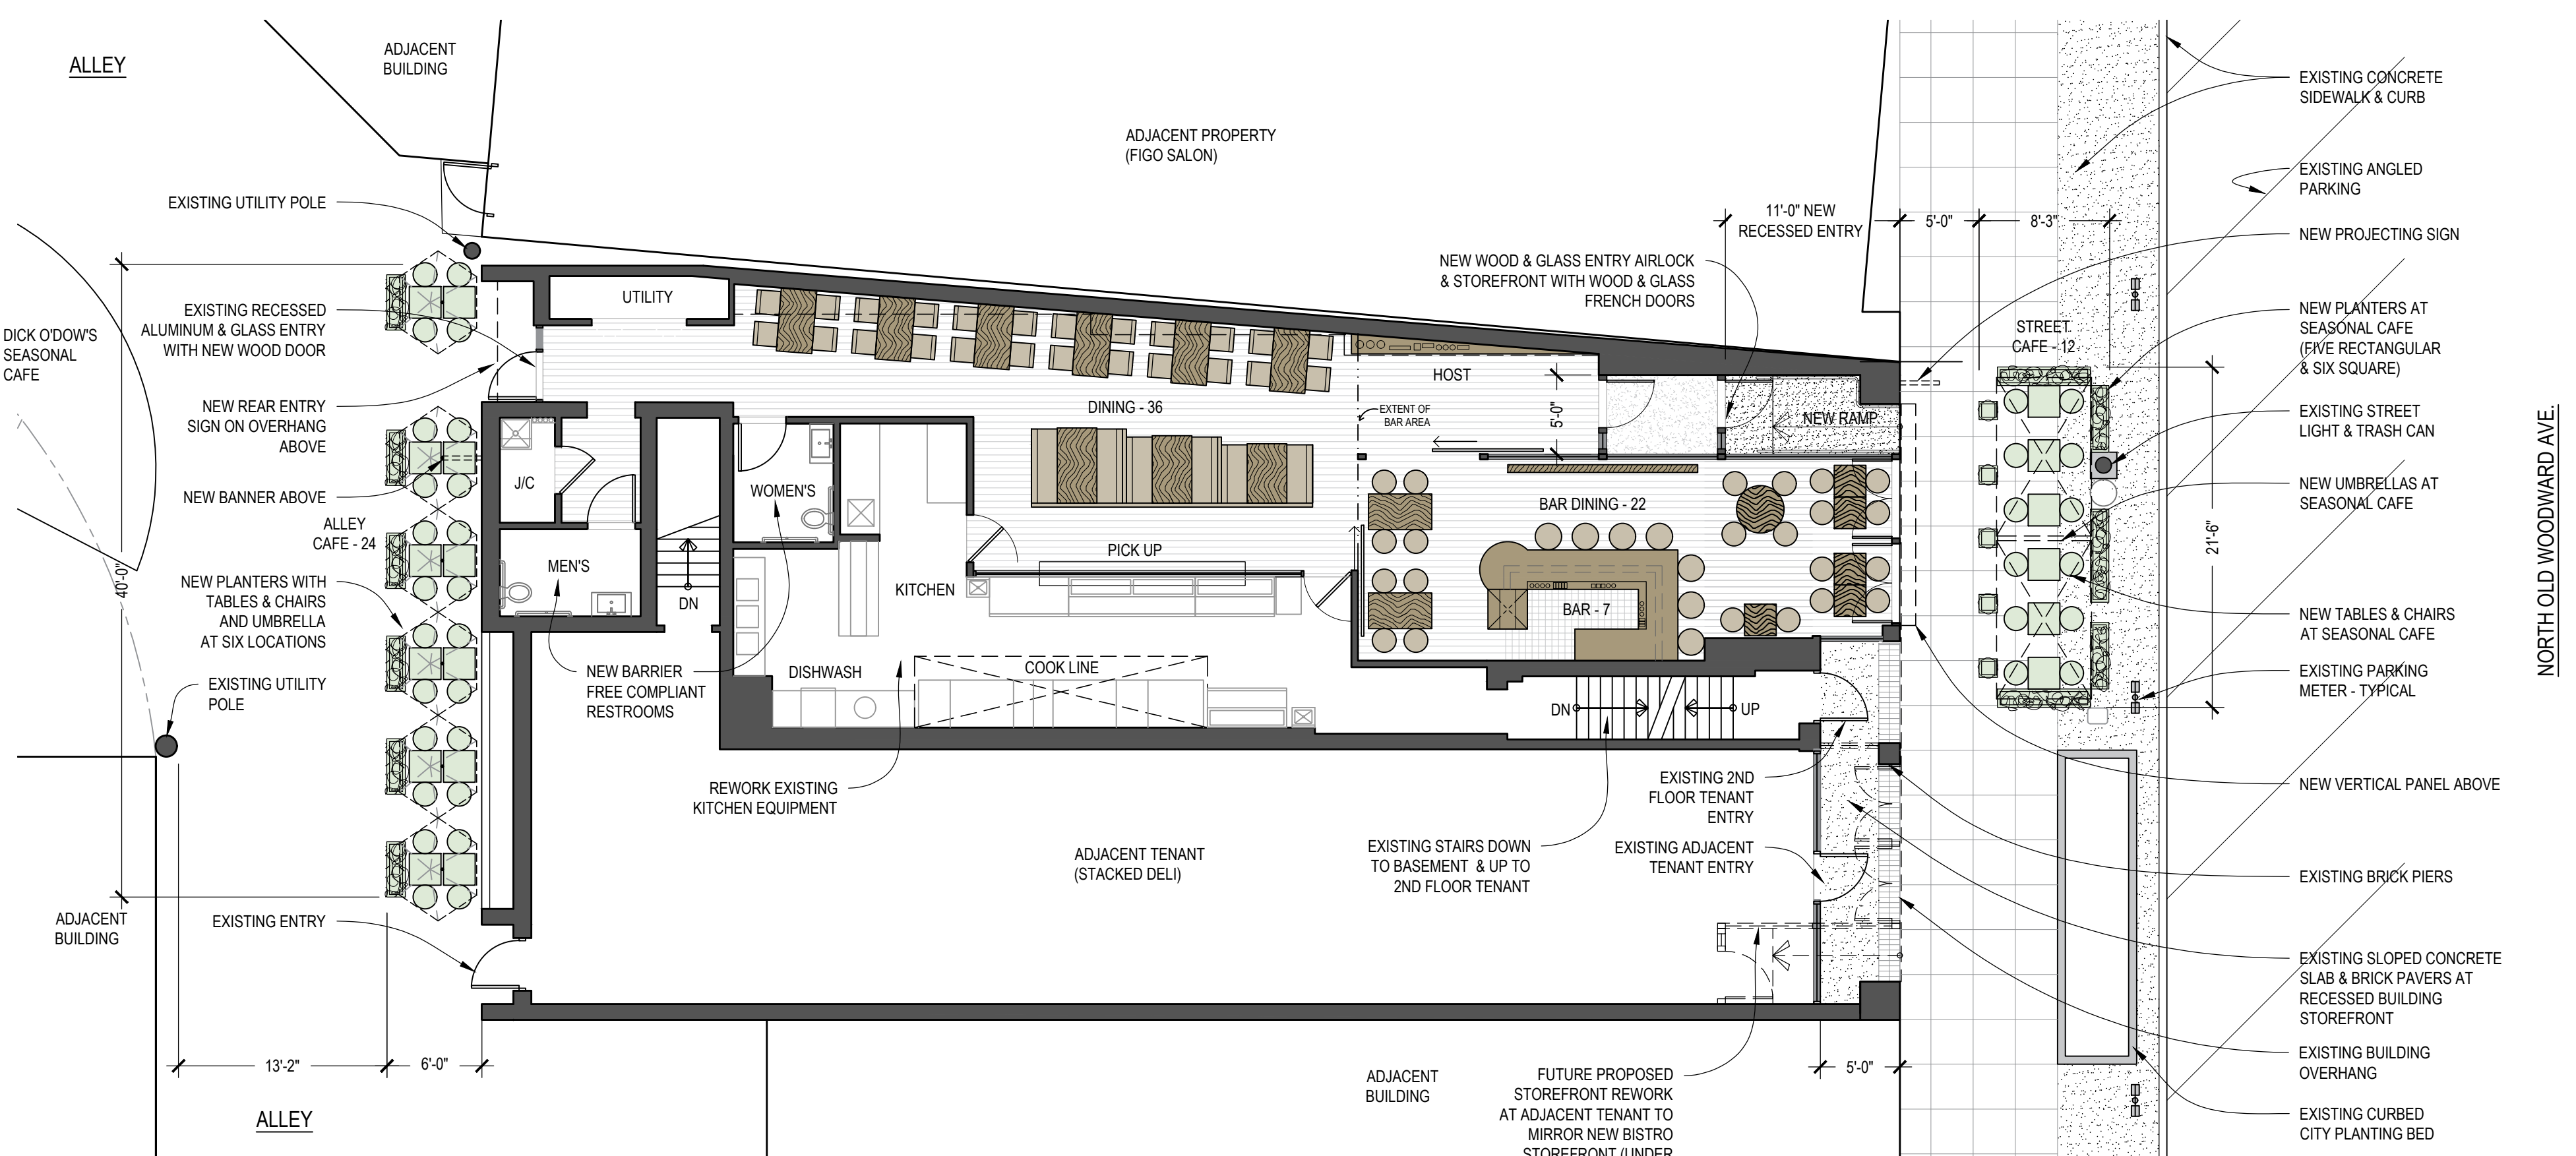 ALLEY
ADJACENT
BUILDING
ADJACENT PROPERTY
(FIGO SALON)
EXISTING UTILITY POLE
EXISTING RECESSED
ALUMINUM & GLASS ENTRY
WITH NEW WOOD DOOR
DICK O'DOW'S
SEASONAL
CAFE
NEW REAR ENTRY
SIGN ON OVERHANG
ABOVE
NEW BANNER ABOVE
ALLEY
CAFE - 24
40'-0"
NEW PLANTERS WITH
TABLES & CHAIRS
AND UMBRELLA
AT SIX LOCATIONS
EXISTING UTILITY
POLE
ADJACENT
BUILDING
EXISTING ENTRY
13'-2"
6'-0"
ALLEY
UTILITY
J/C
MEN'S
DN
WOMEN'S
NEW BARRIER
FREE COMPLIANT
RESTROOMS
DISHWASH
KITCHEN
COOK LINE
PICK UP
DINING - 36
HOST
EXTENT OF
BAR AREA
5'-0"
NEW RAMP
BAR DINING - 22
BAR - 7
DN
UP
REWORK EXISTING
KITCHEN EQUIPMENT
ADJACENT TENANT
(STACKED DELI)
EXISTING STAIRS DOWN
TO BASEMENT & UP TO
2ND FLOOR TENANT
EXISTING 2ND
FLOOR TENANT
ENTRY
EXISTING ADJACENT
TENANT ENTRY
ADJACENT
BUILDING
FUTURE PROPOSED
STOREFRONT REWORK
AT ADJACENT TENANT TO
MIRROR NEW BISTRO
STOREFRONT (UNDER
5'-0"
NEW WOOD & GLASS ENTRY AIRLOCK
& STOREFRONT WITH WOOD & GLASS
FRENCH DOORS
11'-0" NEW
RECESSED ENTRY
5'-0"
8'-3"
STREET
CAFE - 12
21'-6"
EXISTING CONCRETE
SIDEWALK & CURB
EXISTING ANGLED
PARKING
NEW PROJECTING SIGN
NEW PLANTERS AT
SEASONAL CAFE
(FIVE RECTANGULAR
& SIX SQUARE)
EXISTING STREET
LIGHT & TRASH CAN
NEW UMBRELLAS AT
SEASONAL CAFE
NEW TABLES & CHAIRS
AT SEASONAL CAFE
EXISTING PARKING
METER - TYPICAL
NEW VERTICAL PANEL ABOVE
EXISTING BRICK PIERS
EXISTING SLOPED CONCRETE
SLAB & BRICK PAVERS AT
RECESSED BUILDING
STOREFRONT
EXISTING BUILDING
OVERHANG
EXISTING CURBED
CITY PLANTING BED
NORTH OLD WOODWARD AVE.